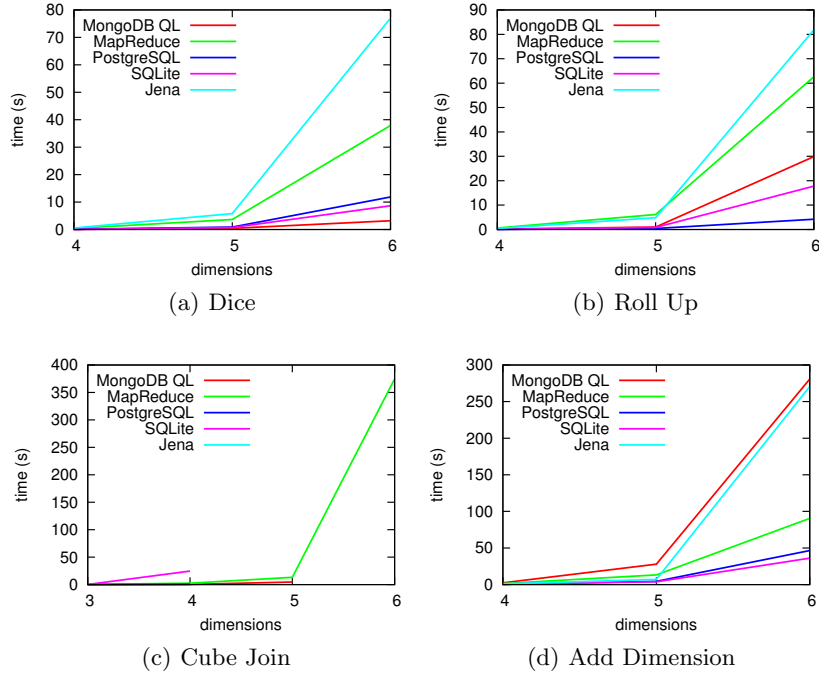 80
70
60
50
40
30
20
10
0
time (s)
MongoDB QL
MapReduce
PostgreSQL
SQLite
Jena
4 5 6
dimensions
(a) Dice
90
80
70
60
50
40
30
20
10
0
time (s)
MongoDB QL
MapReduce
PostgreSQL
SQLite
Jena
4 5 6
dimensions
(b) Roll Up
400
350
300
250
200
150
100
50
0
time (s)
MongoDB QL
MapReduce
PostgreSQL
SQLite
Jena
3 4 5 6
dimensions
(c) Cube Join
300
250
200
150
100
50
0
time (s)
MongoDB QL
MapReduce
PostgreSQL
SQLite
Jena
4 5 6
dimensions
(d) Add Dimension